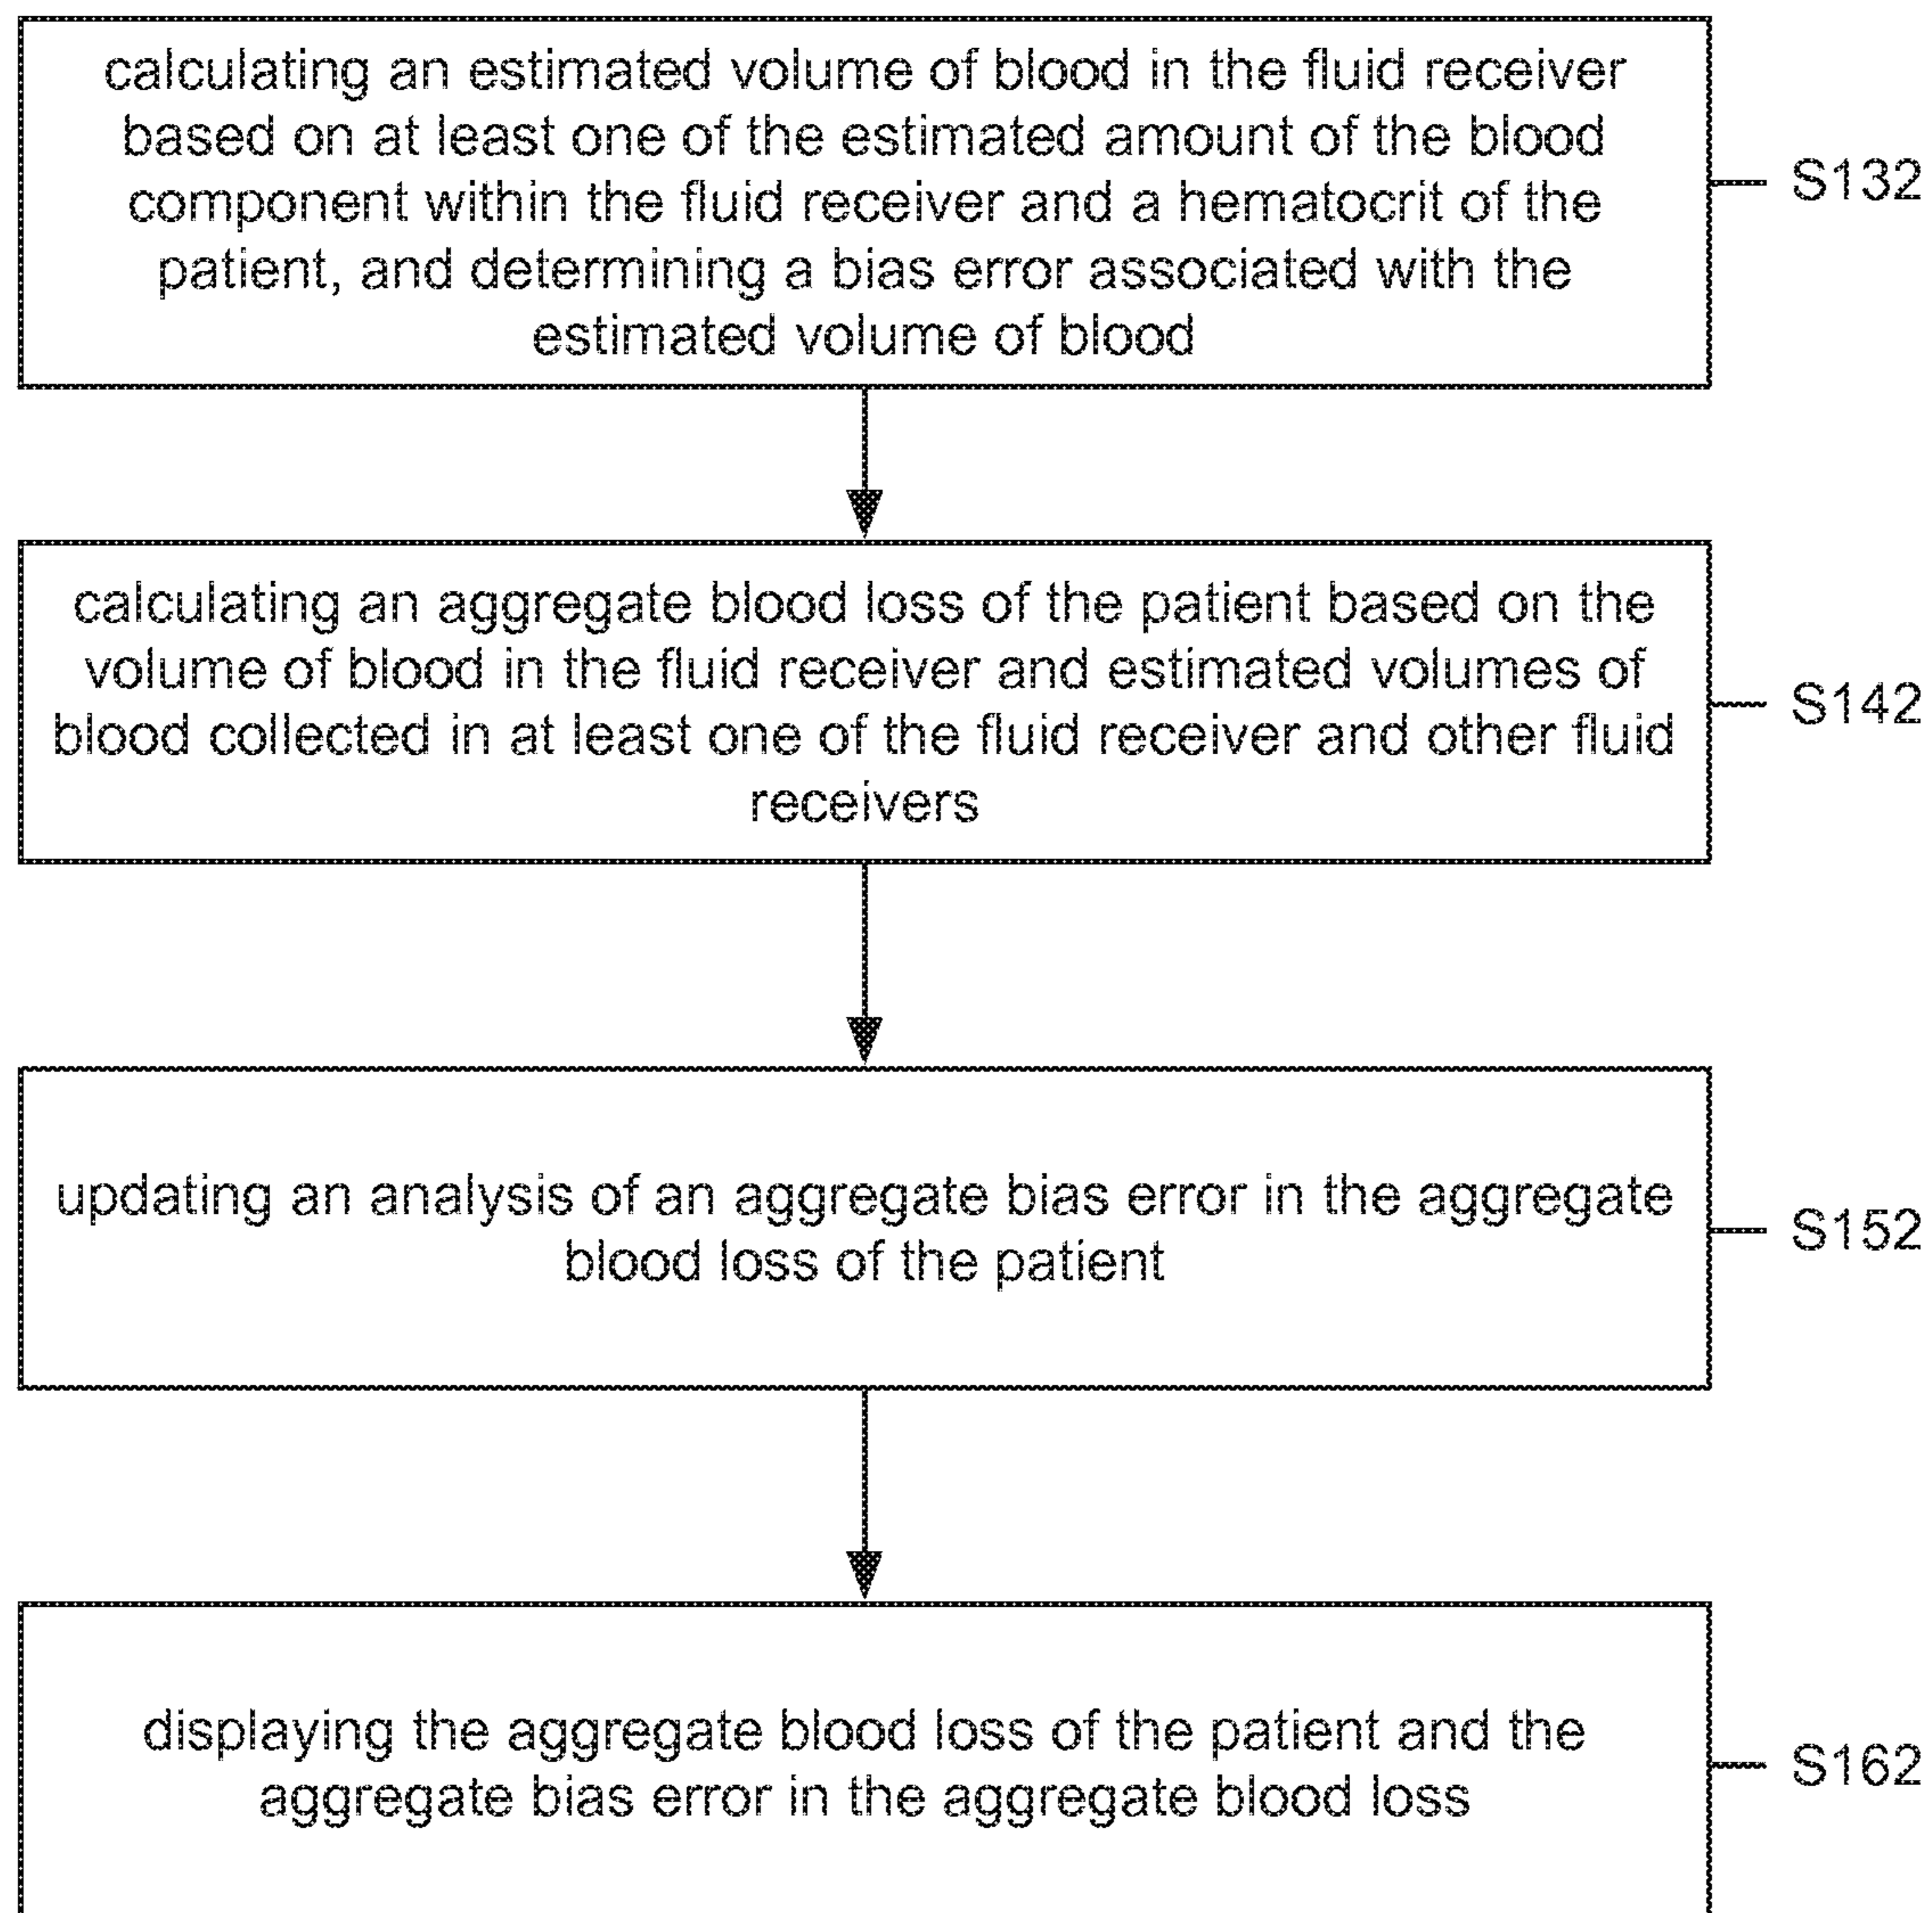 calculating an estimated volume of blood in the fluid receiver
based on at least one of the estimated amount of the blood
component within the fluid receiver and a hematocrit of the
patient, and determining a bias error associated with the
estimated volume of blood
S132
calculating an aggregate blood loss of the patient based on the
volume of blood in the fluid receiver and estimated volumes of
blood collected in at least one of the fluid receiver and other fluid
receivers
S142
updating an analysis of an aggregate bias error in the aggregate
blood loss of the patient
S152
displaying the aggregate blood loss of the patient and the
aggregate bias error in the aggregate blood loss
S162